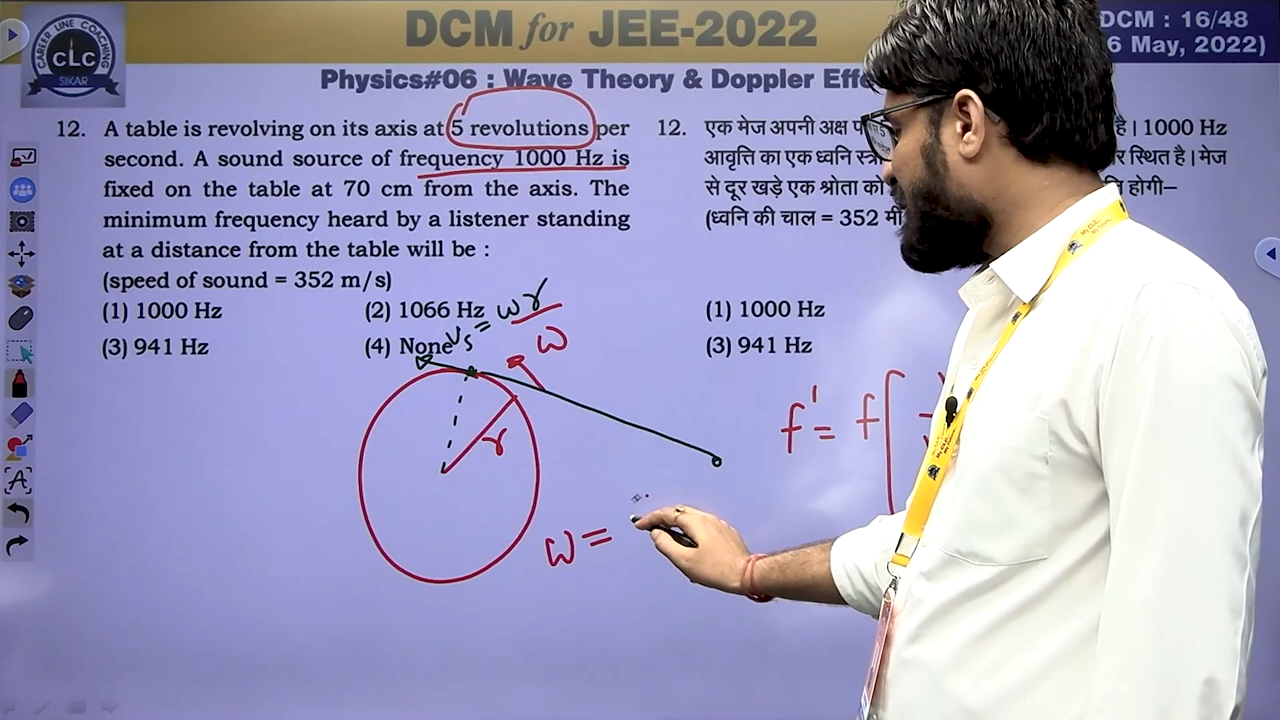 DCM for JEE-2022
DCM : 16/48
6 May, 2022)
CAREER LINE COACHING
CLC
SIKAR
Physics#06 : Wave Theory & Doppler Effe
12. A table is revolving on its axis at 5 revolutions per
second. A sound source of frequency 1000 Hz is
fixed on the table at 70 cm from the axis. The
minimum frequency heard by a listener standing
at a distance from the table will be :
(speed of sound = 352 m/s)
(1) 1000 Hz (2) 1066 Hz
(3) 941 Hz (4) None
12. एक मेज अपनी अक्ष है। 1000 Hz
आवृत्ति का एक ध्वनि स्थित है। मेज
से दूर खड़े एक श्रोता को होगी–
(ध्वनि की चाल = 352 मी
(1) 1000 Hz
(3) 941 Hz
Vs = ωr
ω
r
f' = f[
ω =